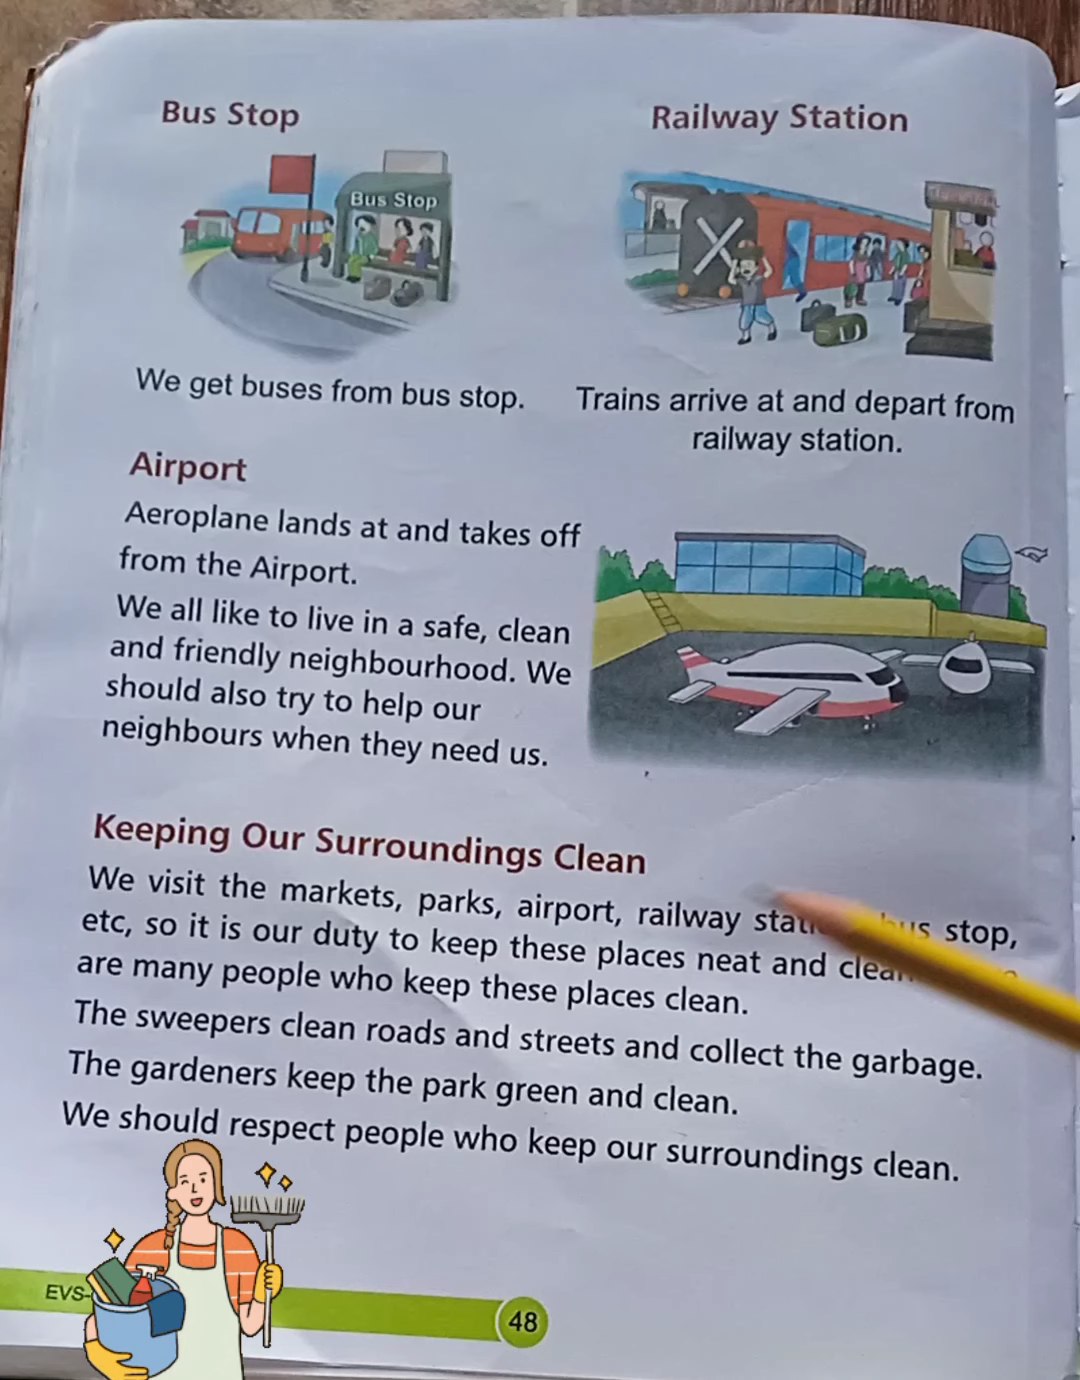 Bus Stop
Railway Station
Bus Stop
We get buses from bus stop.
Trains arrive at and depart from
railway station.
Airport
Aeroplane lands at and takes off
from the Airport.
We all like to live in a safe, clean
and friendly neighbourhood. We
should also try to help our
neighbours when they need us.
Keeping Our Surroundings Clean
We visit the markets, parks, airport, railway bus stop,
etc, so it is our duty to keep these places neat and
are many people who keep these places clean.
The sweepers clean roads and streets and collect the garbage.
The gardeners keep the park green and clean.
We should respect people who keep our surroundings clean.
EVS-
48